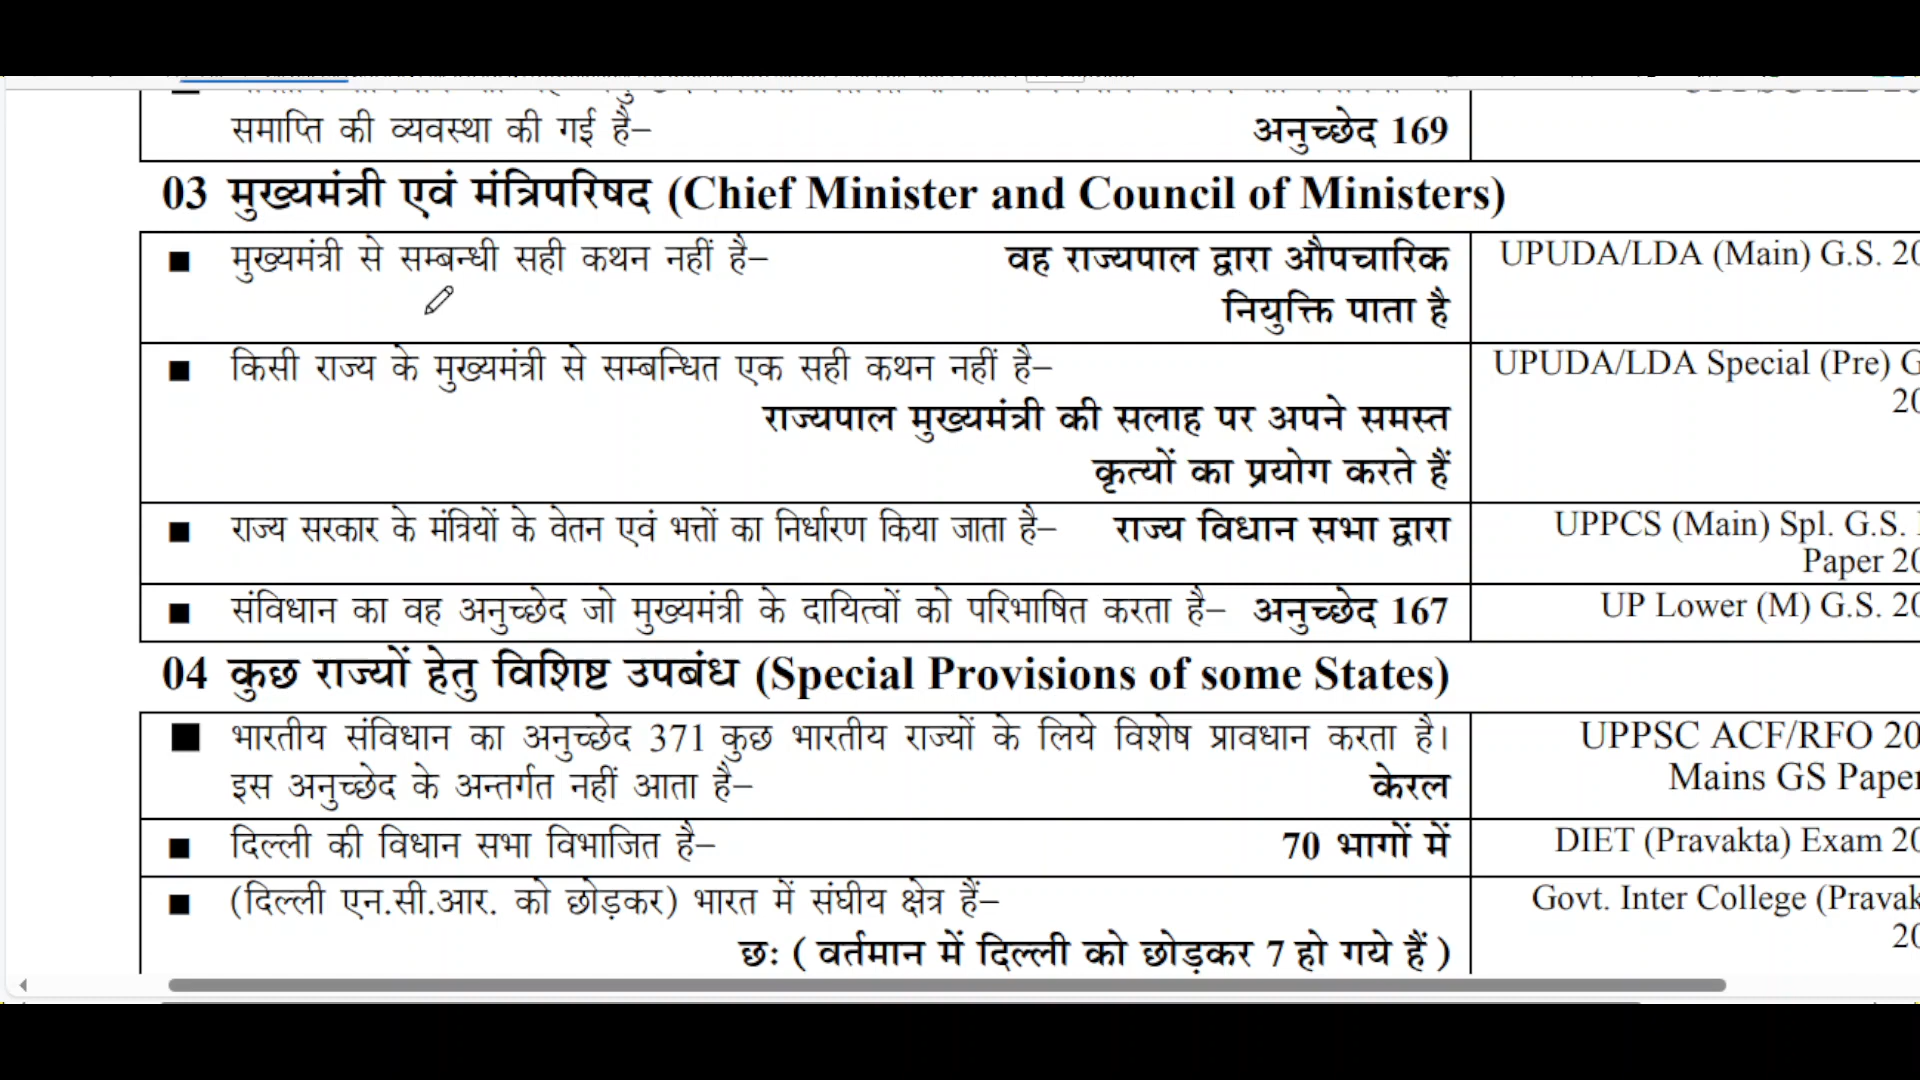 समाप्ति की व्यवस्था की गई है– अनुच्छेद 169
03 मुख्यमंत्री एवं मंत्रिपरिषद (Chief Minister and Council of Ministers)
■ मुख्यमंत्री से सम्बन्धी सही कथन नहीं है– वह राज्यपाल द्वारा औपचारिक UPUDA/LDA (Main) G.S. 20
नियुक्ति पाता है
■ किसी राज्य के मुख्यमंत्री से सम्बन्धित एक सही कथन नहीं है– UPUDA/LDA Special (Pre) G
20
राज्यपाल मुख्यमंत्री की सलाह पर अपने समस्त
कृत्यों का प्रयोग करते हैं
■ राज्य सरकार के मंत्रियों के वेतन एवं भत्तों का निर्धारण किया जाता है– राज्य विधान सभा द्वारा UPPCS (Main) Spl. G.S.
Paper 20
■ संविधान का वह अनुच्छेद जो मुख्यमंत्री के दायित्वों को परिभाषित करता है– अनुच्छेद 167 UP Lower (M) G.S. 20
04 कुछ राज्यों हेतु विशिष्ट उपबंध (Special Provisions of some States)
■ भारतीय संविधान का अनुच्छेद 371 कुछ भारतीय राज्यों के लिये विशेष प्रावधान करता है। UPPSC ACF/RFO 20
इस अनुच्छेद के अन्तर्गत नहीं आता है– केरल Mains GS Paper
■ दिल्ली की विधान सभा विभाजित है– 70 भागों में DIET (Pravakta) Exam 20
■ (दिल्ली एन.सी.आर. को छोड़कर) भारत में संघीय क्षेत्र हैं– Govt. Inter College (Pravak
20
छः ( वर्तमान में दिल्ली को छोड़कर 7 हो गये हैं )